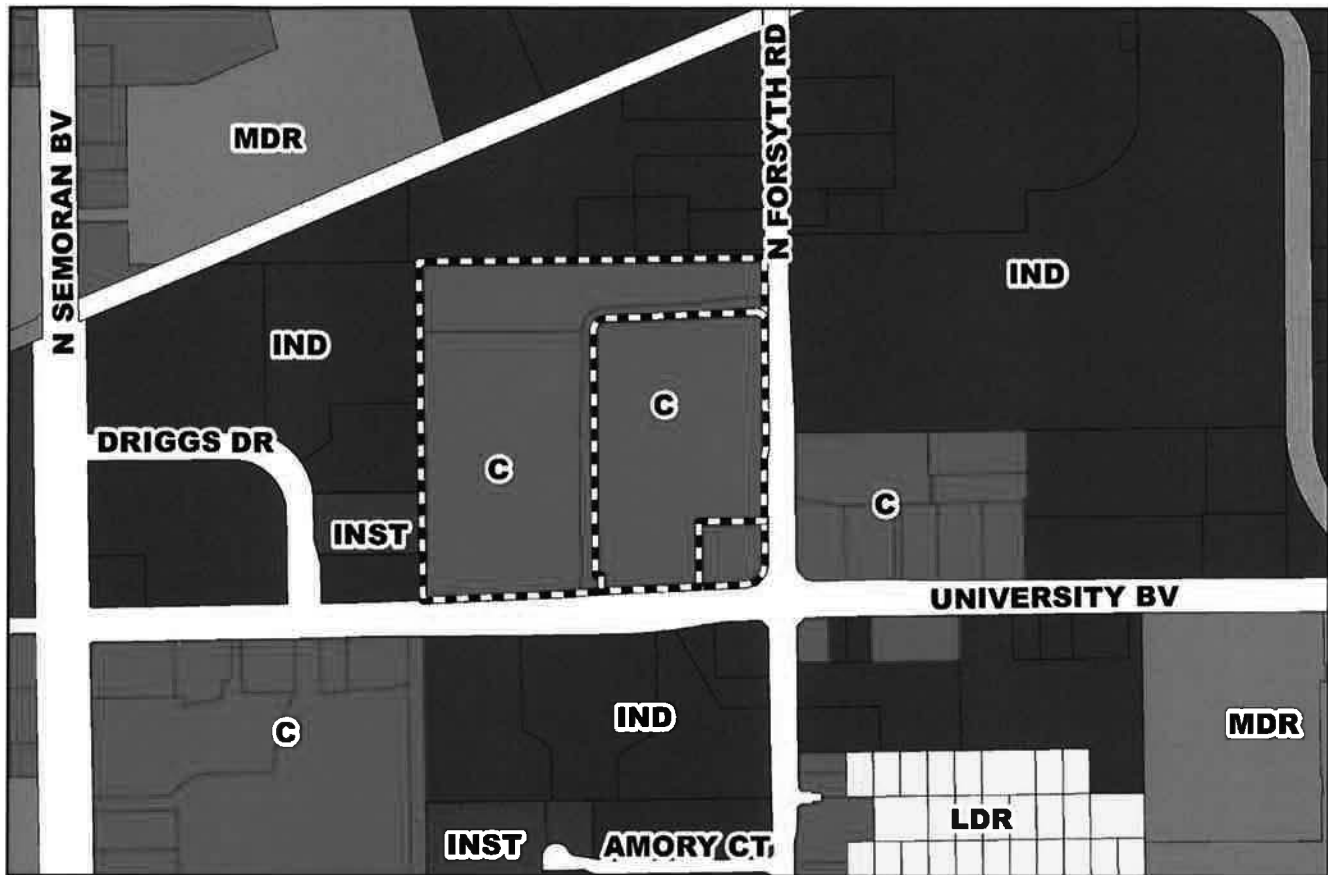 MDR
N SEMORAN BV
N FORSYTH RD
IND
IND
C
DRIGGS DR
C
C
INST
UNIVERSITY BV
IND
C
MDR
LDR
INST
AMORY CT